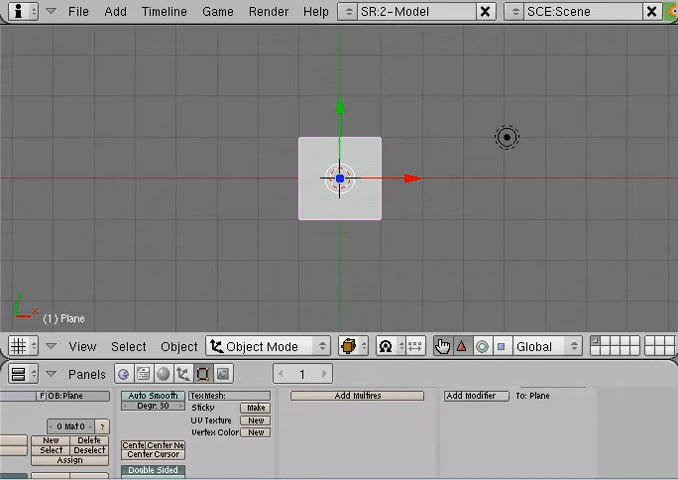 File Add Timeline Game Render Help SR:2-Model SCE:Scene
x
(1) Plane
View Select Object Object Mode Global
Panels 1
F OB:Plane Auto Smooth TexMesh: Add Multires Add Modifier To: Plane
Degr: 30 Sticky Make
0 Mat 0 ? UV Texture New
New Delete Vertex Color New
Select Deselect Cente Center Ne
Assign Center Cursor
Double Sided